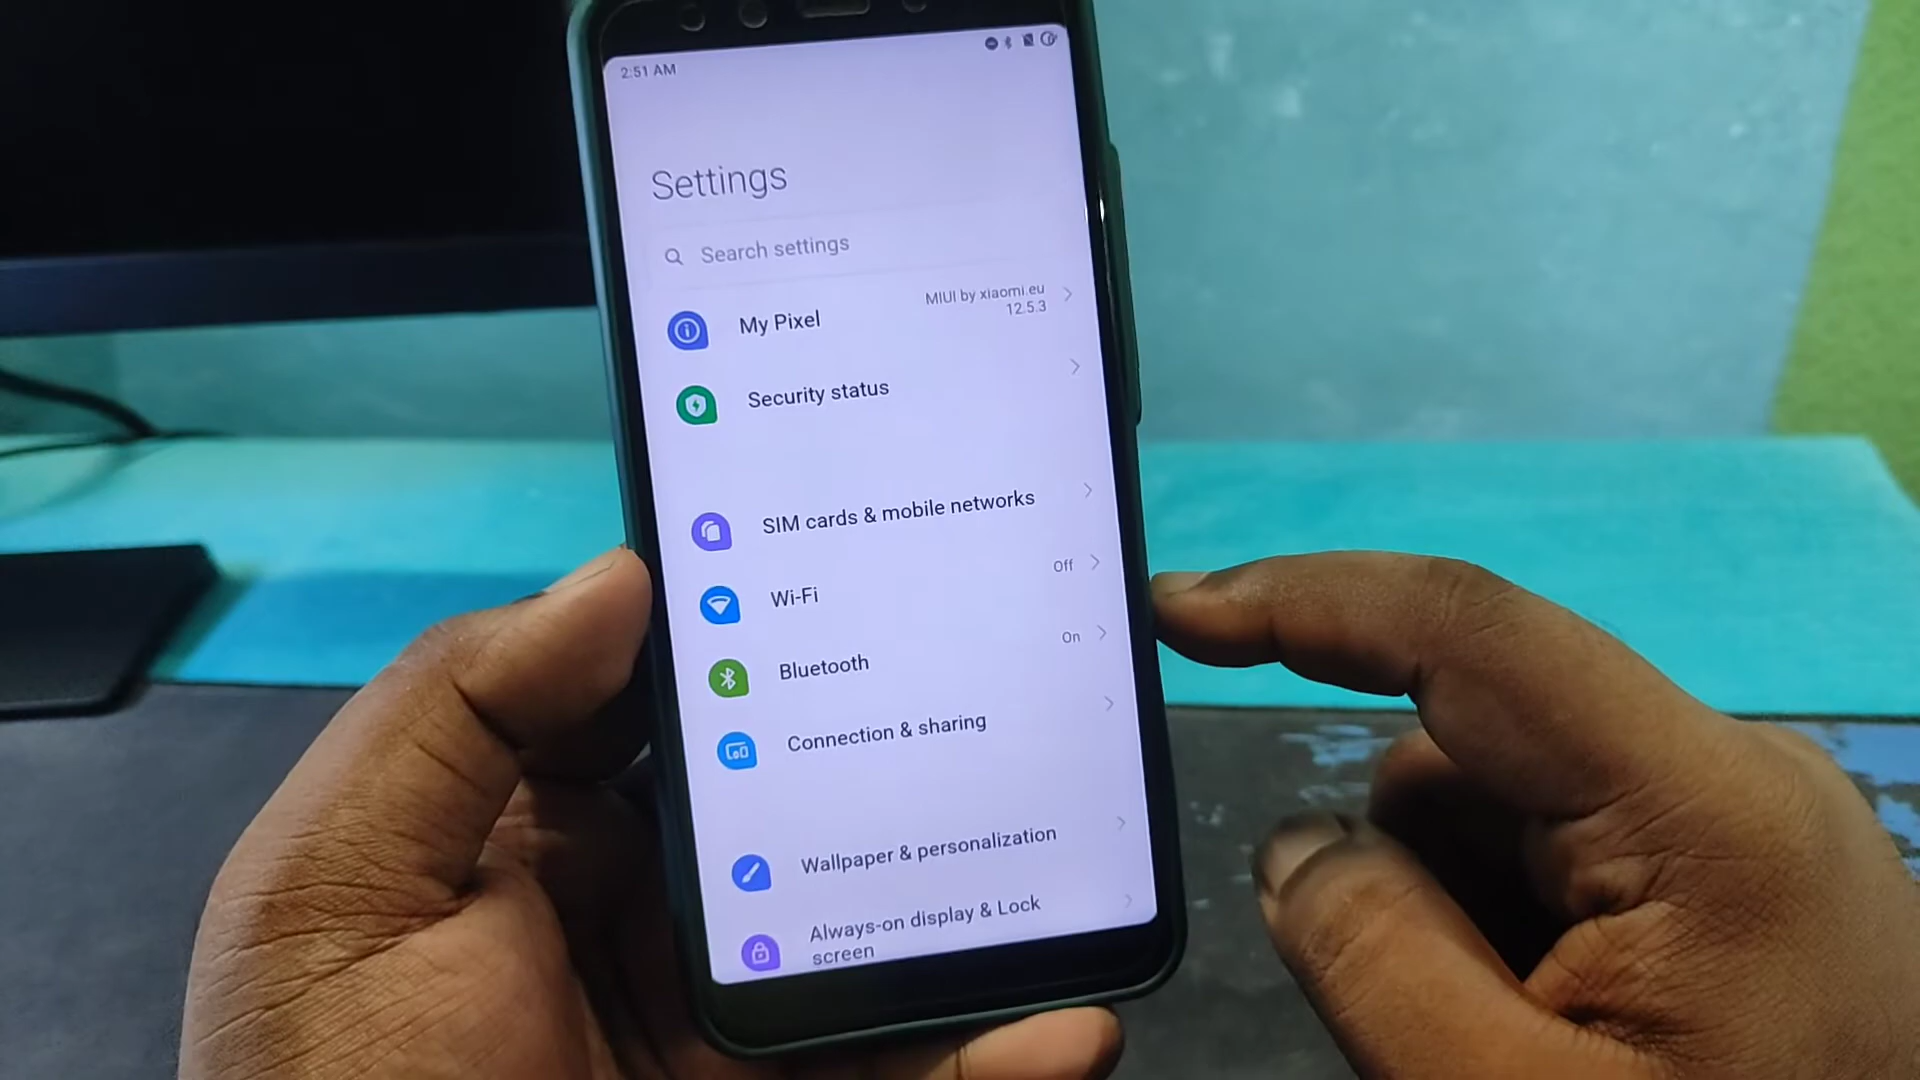 2:51 AM
Settings
Search settings
My Pixel
MIUI by xiaomi.eu
12.5.3
Security status
SIM cards & mobile networks
Wi-Fi
Off
Bluetooth
On
Connection & sharing
Wallpaper & personalization
Always-on display & Lock
screen